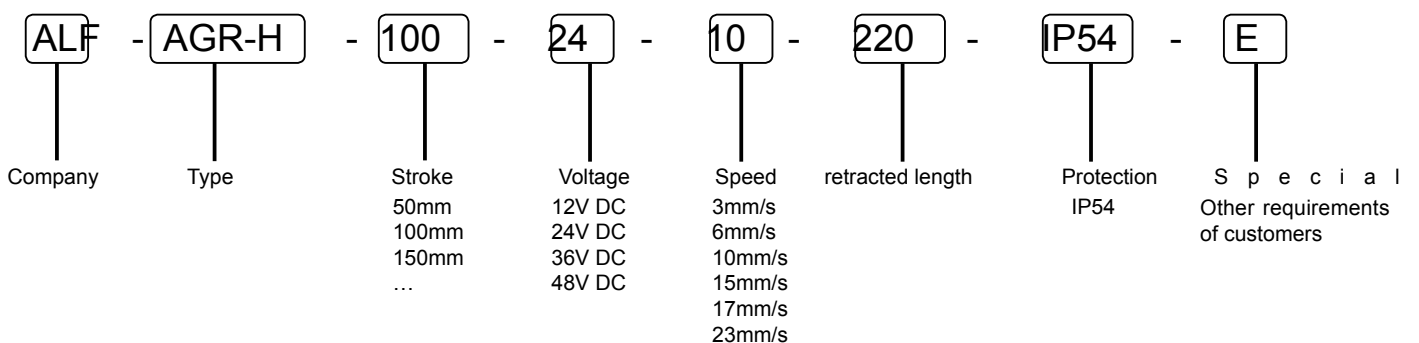 ALF - AGR-H - 100 - 24 - 10 - 220 - IP54 - E
Company Type Stroke Voltage Speed retracted length Protection S p e c i a l
50mm 12V DC 3mm/s IP54 Other requirements
100mm 24V DC 6mm/s of customers
150mm 36V DC 10mm/s
… 48V DC 15mm/s
17mm/s
23mm/s